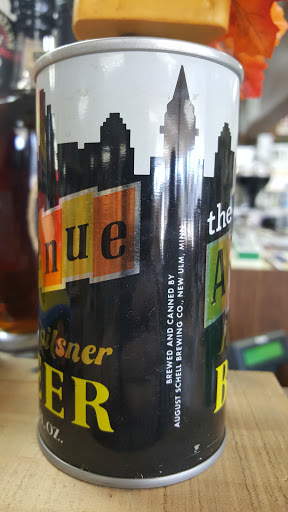 nue
ilsner
ER
OZ.
BREWED AND CANNED BY
AUGUST SCHELL BREWING CO., NEW ULM, MINN.
the
A
B